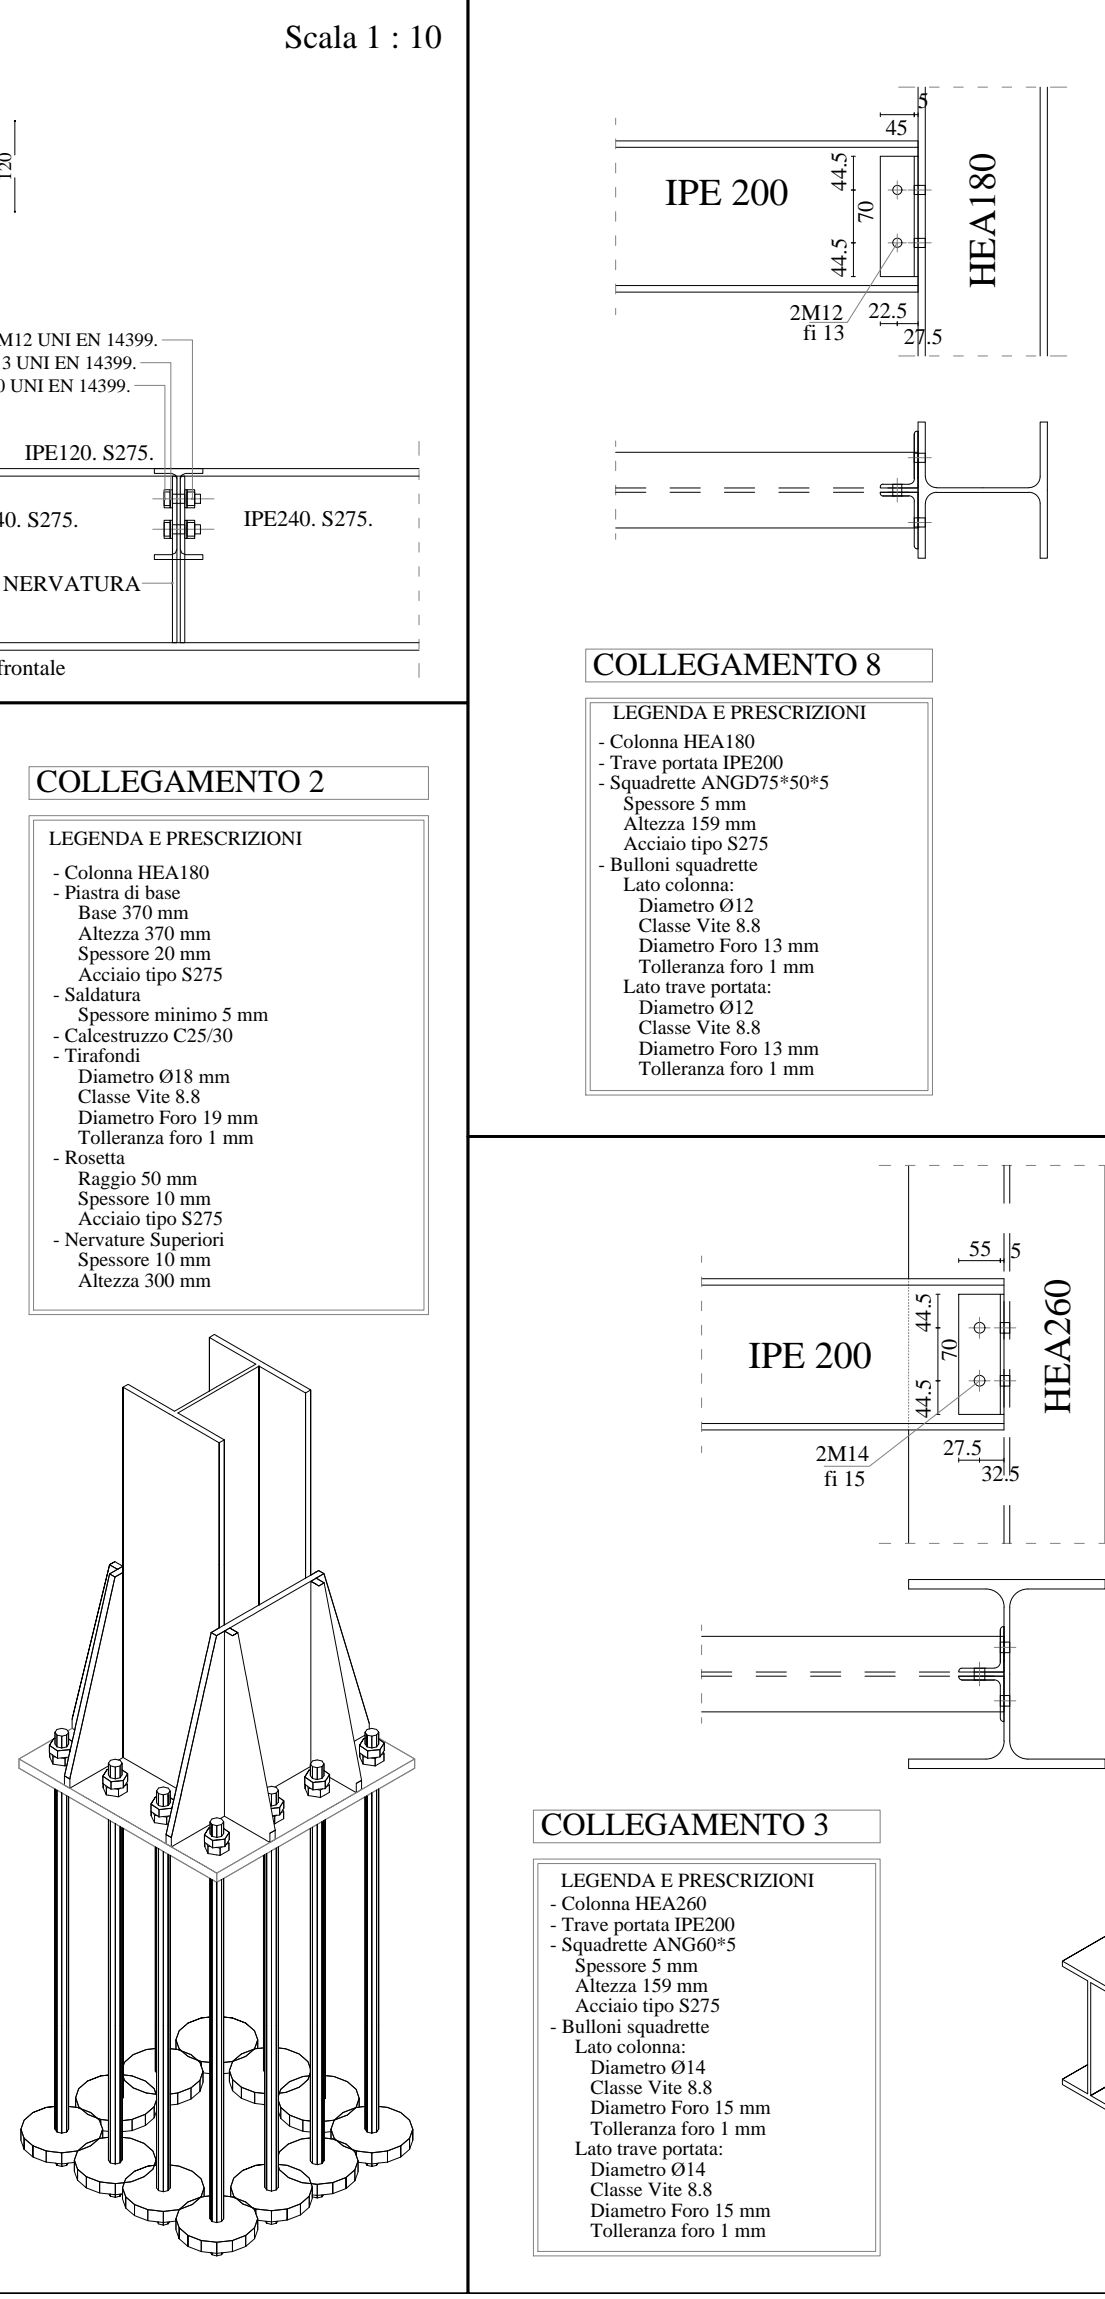 Scala 1 : 10
120
M12 UNI EN 14399.
3 UNI EN 14399.
0 UNI EN 14399.
IPE120. S275.
40. S275.
IPE240. S275.
NERVATURA
frontale
5
45
44.5
70
44.5
IPE 200
HEA180
2M12
fi 13
22.5
27.5
COLLEGAMENTO 8
LEGENDA E PRESCRIZIONI
- Colonna HEA180
- Trave portata IPE200
- Squadrette ANGD75*50*5
Spessore 5 mm
Altezza 159 mm
Acciaio tipo S275
- Bulloni squadrette
Lato colonna:
Diametro Ø12
Classe Vite 8.8
Diametro Foro 13 mm
Tolleranza foro 1 mm
Lato trave portata:
Diametro Ø12
Classe Vite 8.8
Diametro Foro 13 mm
Tolleranza foro 1 mm
COLLEGAMENTO 2
LEGENDA E PRESCRIZIONI
- Colonna HEA180
- Piastra di base
Base 370 mm
Altezza 370 mm
Spessore 20 mm
Acciaio tipo S275
- Saldatura
Spessore minimo 5 mm
- Calcestruzzo C25/30
- Tirafondi
Diametro Ø18 mm
Classe Vite 8.8
Diametro Foro 19 mm
Tolleranza foro 1 mm
- Rosetta
Raggio 50 mm
Spessore 10 mm
Acciaio tipo S275
- Nervature Superiori
Spessore 10 mm
Altezza 300 mm
55
5
44.5
70
44.5
IPE 200
HEA260
2M14
fi 15
27.5
32.5
COLLEGAMENTO 3
LEGENDA E PRESCRIZIONI
- Colonna HEA260
- Trave portata IPE200
- Squadrette ANG60*5
Spessore 5 mm
Altezza 159 mm
Acciaio tipo S275
- Bulloni squadrette
Lato colonna:
Diametro Ø14
Classe Vite 8.8
Diametro Foro 15 mm
Tolleranza foro 1 mm
Lato trave portata:
Diametro Ø14
Classe Vite 8.8
Diametro Foro 15 mm
Tolleranza foro 1 mm